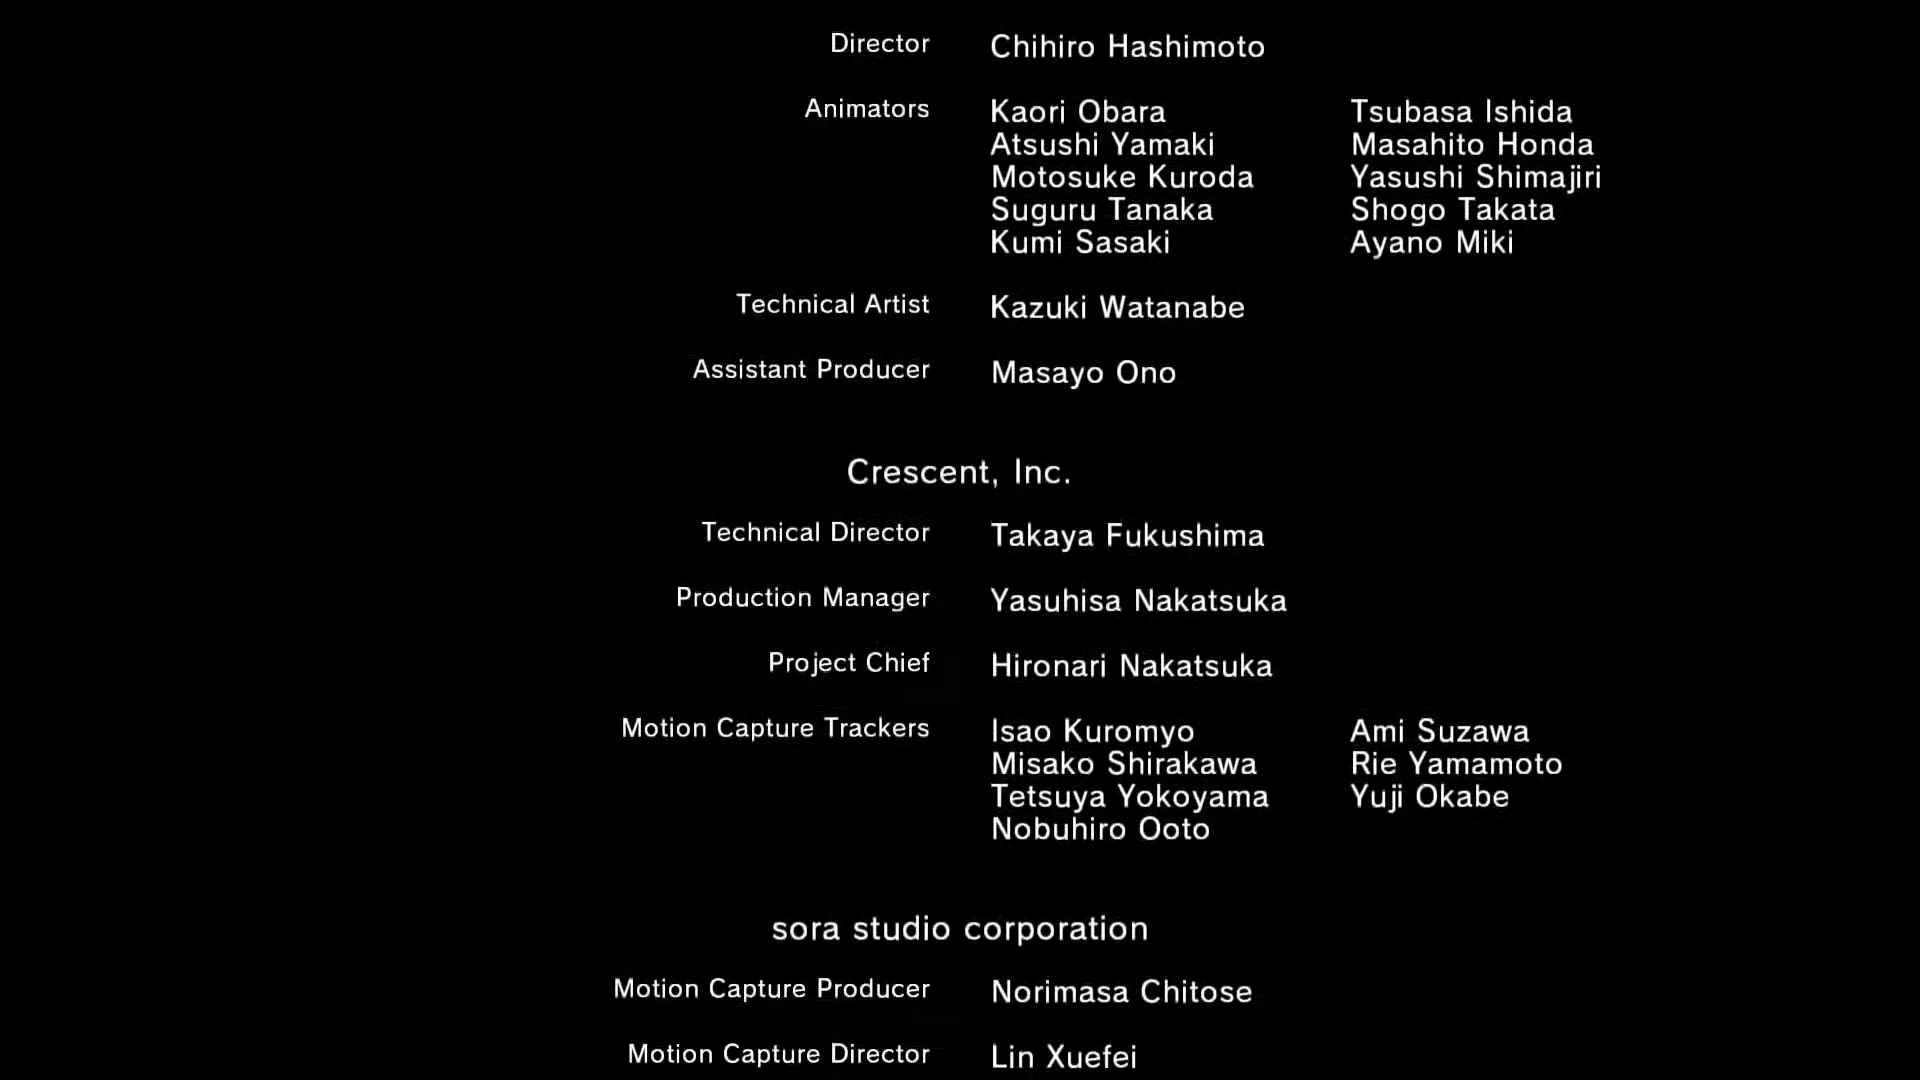 Director Chihiro Hashimoto
Animators Kaori Obara Tsubasa Ishida
Atsushi Yamaki Masahito Honda
Motosuke Kuroda Yasushi Shimajiri
Suguru Tanaka Shogo Takata
Kumi Sasaki Ayano Miki
Technical Artist Kazuki Watanabe
Assistant Producer Masayo Ono
Crescent, Inc.
Technical Director Takaya Fukushima
Production Manager Yasuhisa Nakatsuka
Project Chief Hironari Nakatsuka
Motion Capture Trackers Isao Kuromyo Ami Suzawa
Misako Shirakawa Rie Yamamoto
Tetsuya Yokoyama Yuji Okabe
Nobuhiro Ooto
sora studio corporation
Motion Capture Producer Norimasa Chitose
Motion Capture Director Lin Xuefei